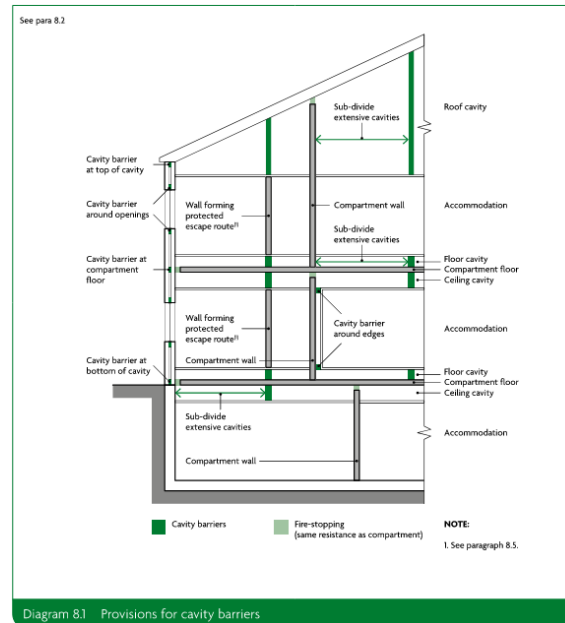 See para 8.2
Sub-divide
extensive cavities
Roof cavity
Cavity barrier
at top of cavity
Cavity barrier
around openings
Wall forming
protected
escape route¹⁾
Compartment wall
Accommodation
Sub-divide
extensive cavities
Cavity barrier at
compartment
floor
Floor cavity
Compartment floor
Ceiling cavity
Wall forming
protected
escape route¹⁾
Cavity barrier
around edges
Accommodation
Cavity barrier at
bottom of cavity
Compartment wall
Floor cavity
Compartment floor
Ceiling cavity
Sub-divide
extensive cavities
Accommodation
Compartment wall
Cavity barriers
Fire-stopping
(same resistance as compartment)
NOTE:
1. See paragraph 8.5.
Diagram 8.1 Provisions for cavity barriers